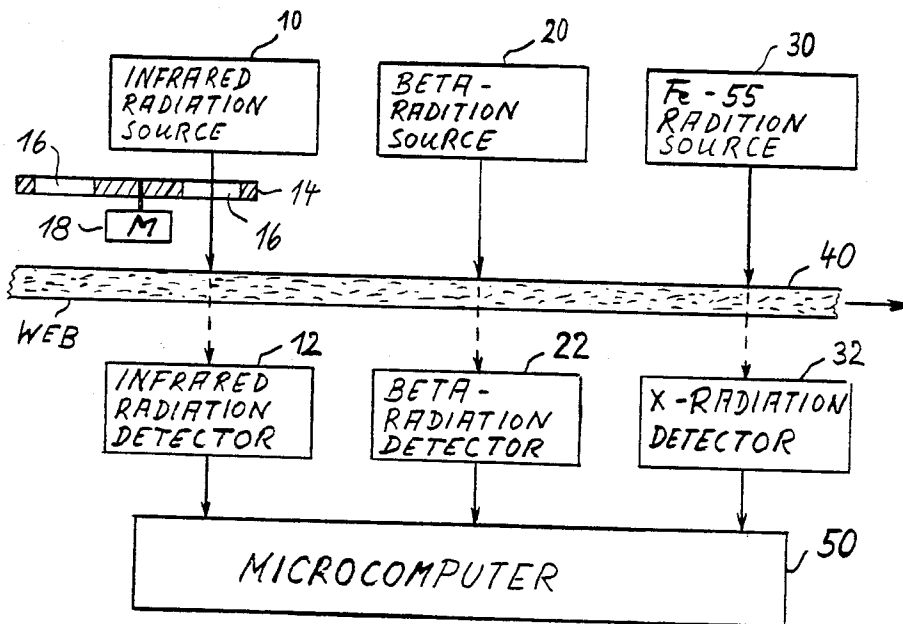 10
20
30
INFRARED
RADIATION
SOURCE
BETA-
RADITION
SOURCE
Fe-55
RADITION
SOURCE
16
14
18
M
16
40
WEB
12
22
32
INFRARED
RADIATION
DETECTOR
BETA-
RADIATION
DETECTOR
X-RADIATION
DETECTOR
50
MICROCOMPUTER